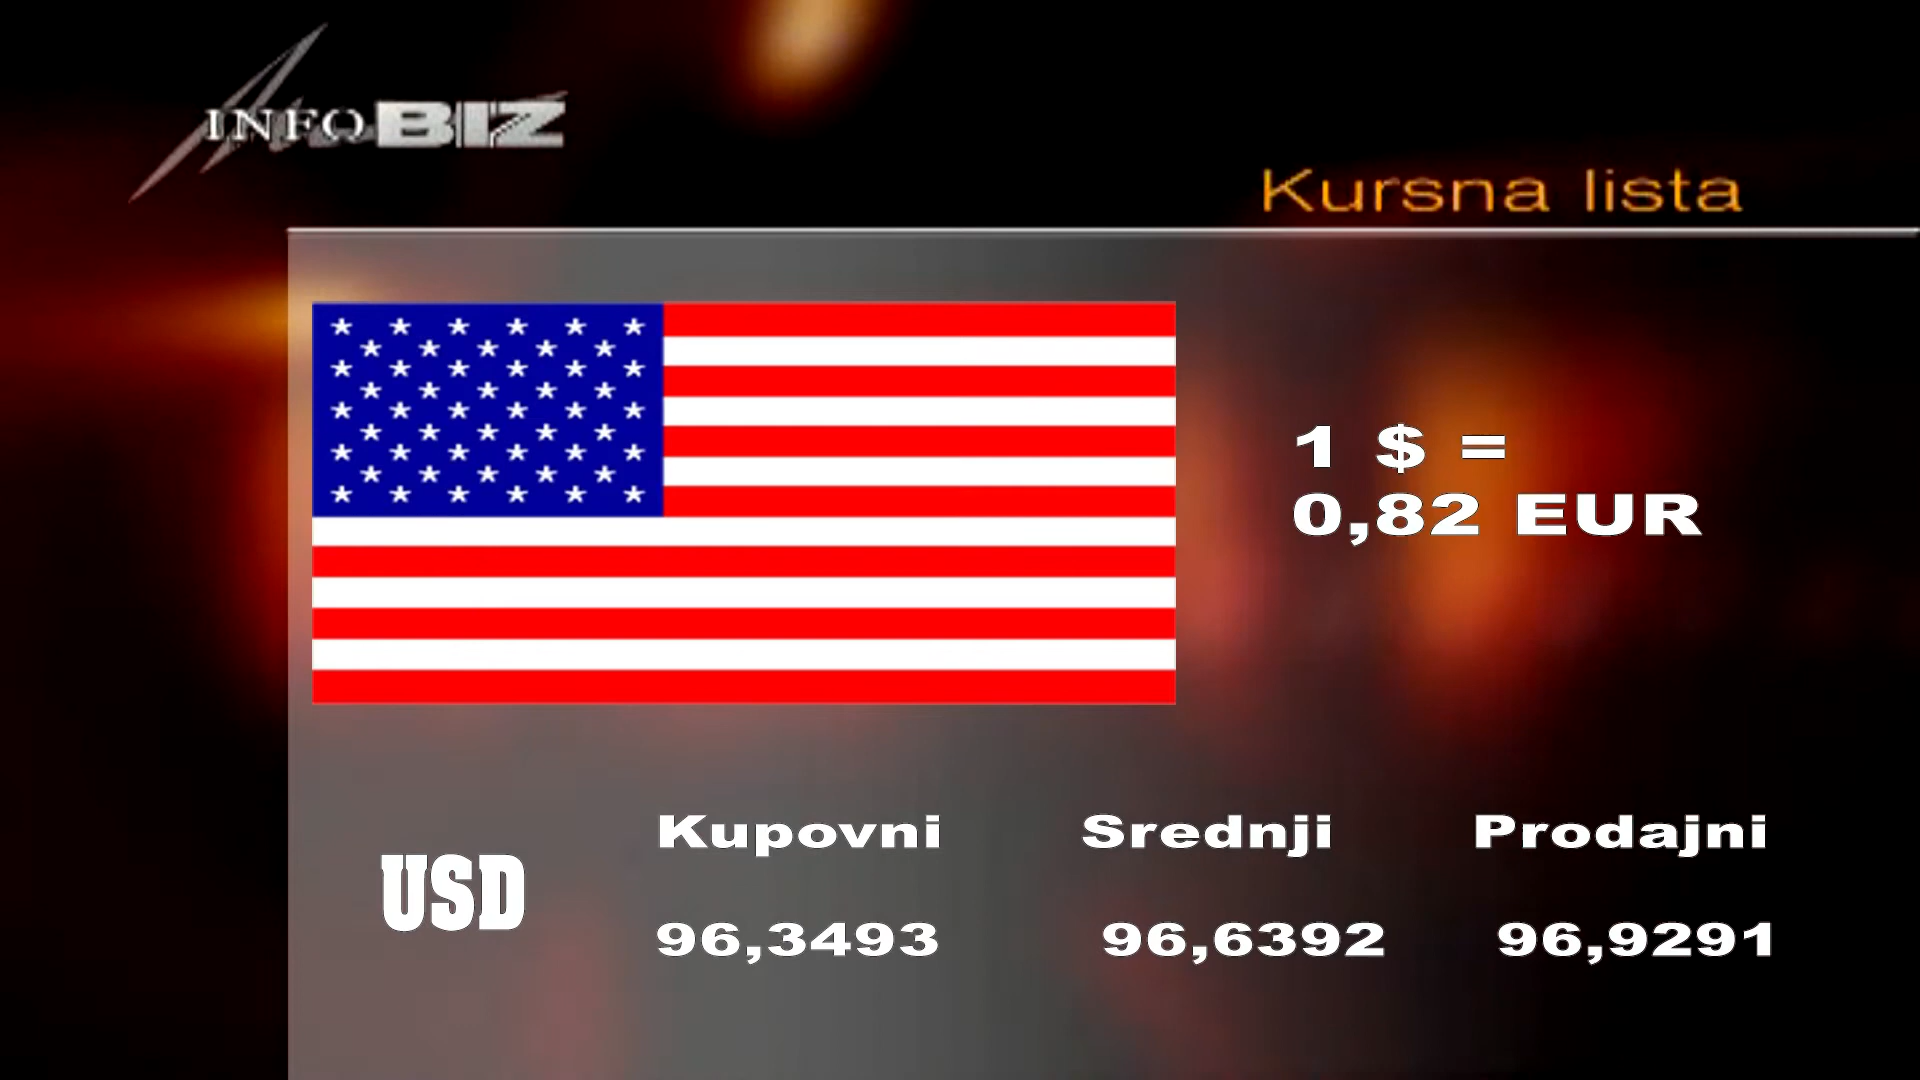 INFO BIZ
Kursna lista
1 $ =
0,82 EUR
Kupovni Srednji Prodajni
USD
96,3493 96,6392 96,9291